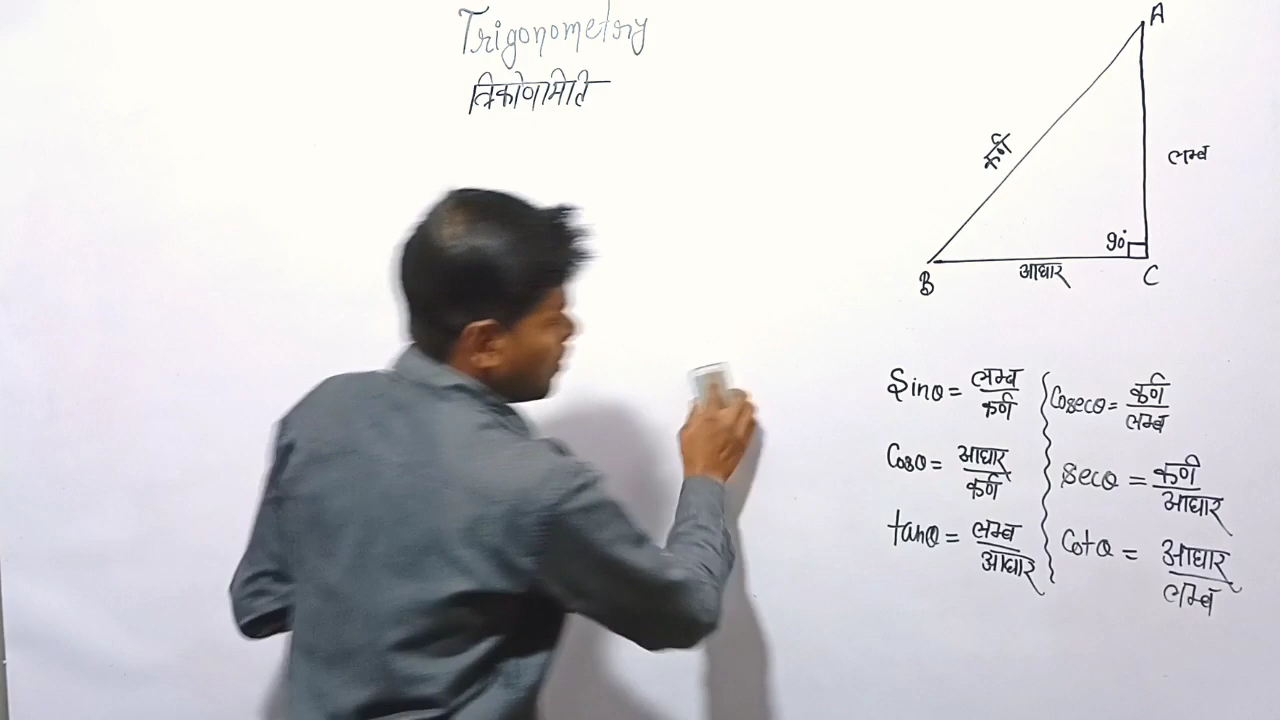 Trigonometry
त्रिकोणमिति
A
कर्ण
लम्ब
90°
B
आधार
C
Sinθ = लम्ब/कर्ण
Cosecθ = कर्ण/लम्ब
Cosθ = आधार/कर्ण
Secθ = कर्ण/आधार
tanθ = लम्ब/आधार
Cotθ = आधार/लम्ब